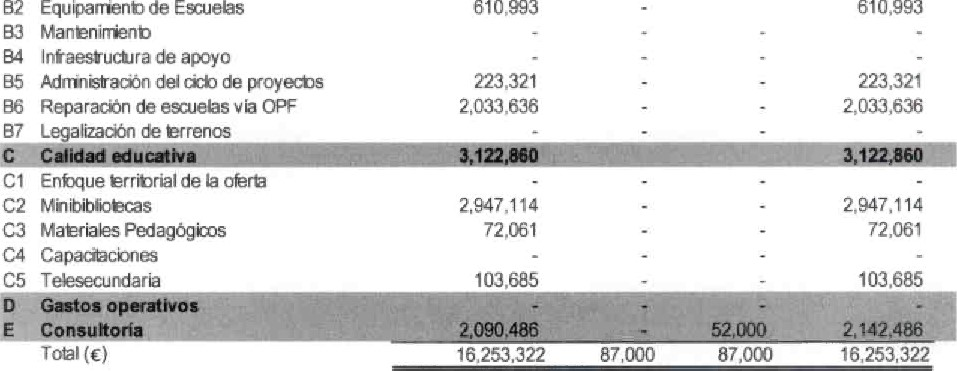 B2 Equipamiento de Escuelas 610,993 - 610,993
B3 Mantenimiento - - - -
B4 Infraestructura de apoyo - - - -
B5 Administración del ciclo de proyectos 223,321 - - 223,321
B6 Reparación de escuelas vía OPF 2,033,636 - - 2,033,636
B7 Legalización de terrenos - - - -
C Calidad educativa 3,122,860 3,122,860
C1 Enfoque territorial de la oferta - - - -
C2 Minibibliotecas 2,947,114 - - 2,947,114
C3 Materiales Pedagógicos 72,061 - - 72,061
C4 Capacitaciones - - - -
C5 Telesecundaria 103,685 - - 103,685
D Gastos operativos - - - -
E Consultoría 2,090,486 - 52,000 2,142,486
Total (€) 16,253,322 87,000 87,000 16,253,322